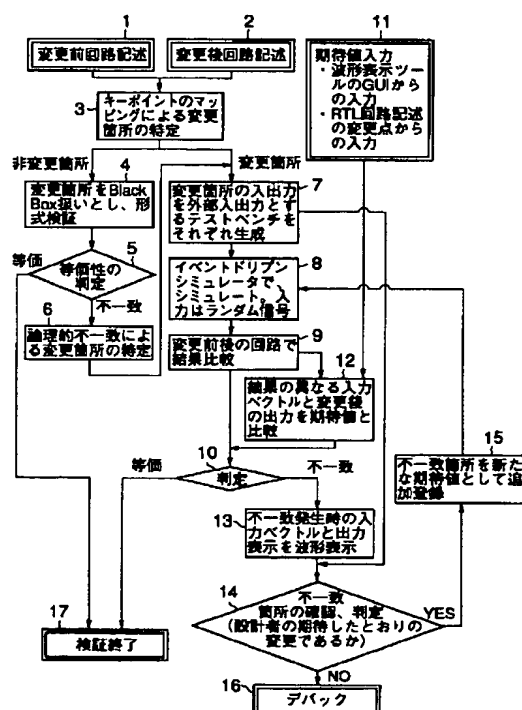 1
2
11
変更前回路記述
変更後回路記述
期待値入力
・波形表示ツー
ルのGUIから
の入力
・RTL回路記述
の変更点から
の入力
3
キーポイントのマッ
ピングによる変更
箇所の特定
非変更箇所
変更箇所
4
変更箇所をBlack
Box扱いとし、形
式検証
7
変更箇所の入出力
を外部入出力とす
るテストベンチをそ
れぞれ生成
5
等価
等価性の
判定
不一致
8
イベントドリブン
シミュレータで、
シミュレート。入
力はランダム信号
6
論理的不一致によ
る変更箇所の特定
9
変更前後の回路で
結果比較
12
結果の異なる入力
ベクトルと変更後
の出力を期待値と
比較
15
不一致箇所を新た
な期待値として追
加登録
等価
10
判定
不一致
13
不一致発生時の入
力ベクトルと出力
表示を波形表示
14
不一致
箇所の確認、判定
(設計者の期待したとおりの
変更であるか)
YES
NO
17
検証終了
16
デバック